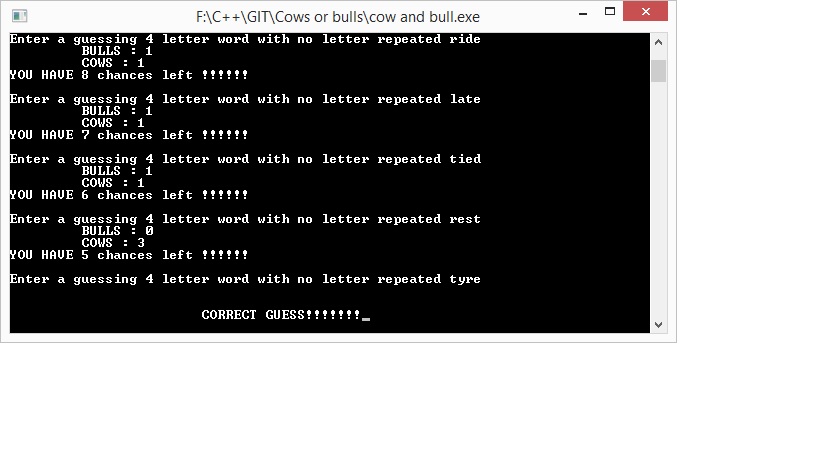 F:\C++\GIT\Cows or bulls\cow and bull.exe
Enter a guessing 4 letter word with no letter repeated ride
BULLS : 1
COWS : 1
YOU HAVE 8 chances left !!!!!!
Enter a guessing 4 letter word with no letter repeated late
BULLS : 1
COWS : 1
YOU HAVE 7 chances left !!!!!!
Enter a guessing 4 letter word with no letter repeated tied
BULLS : 1
COWS : 1
YOU HAVE 6 chances left !!!!!!
Enter a guessing 4 letter word with no letter repeated rest
BULLS : 0
COWS : 3
YOU HAVE 5 chances left !!!!!!
Enter a guessing 4 letter word with no letter repeated tyre
CORRECT GUESS!!!!!!!_